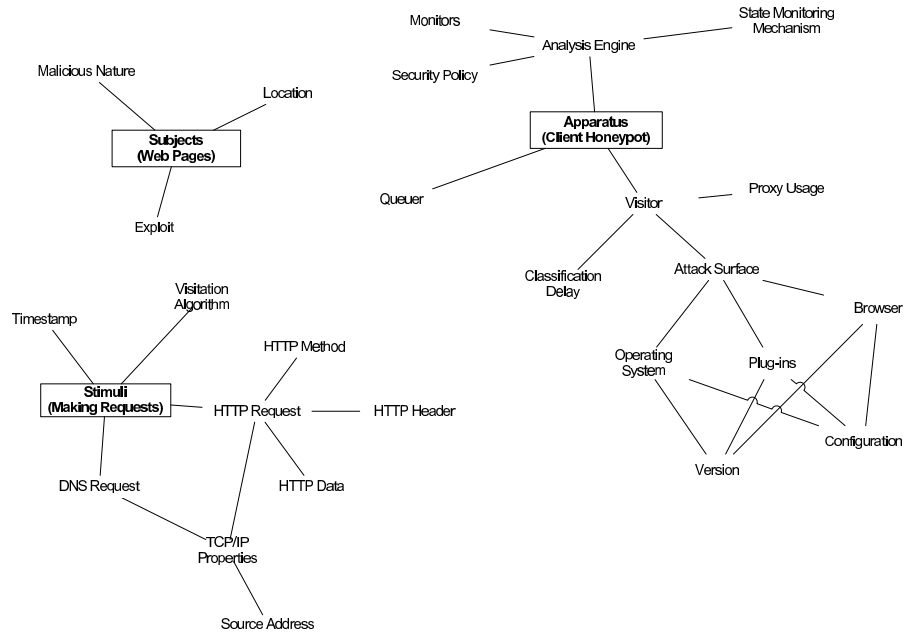 Monitors
State Monitoring
Mechanism
Analysis Engine
Security Policy
Malicious Nature
Location
Apparatus
(Client Honeypot)
Subjects
(Web Pages)
Queuer
Visitor
Proxy Usage
Exploit
Classification
Delay
Attack Surface
Browser
Visitation
Algorithm
Timestamp
HTTP Method
Operating
System
Plug-ins
Stimuli
(Making Requests)
HTTP Request
HTTP Header
Configuration
Version
DNS Request
HTTP Data
TCP/IP
Properties
Source Address